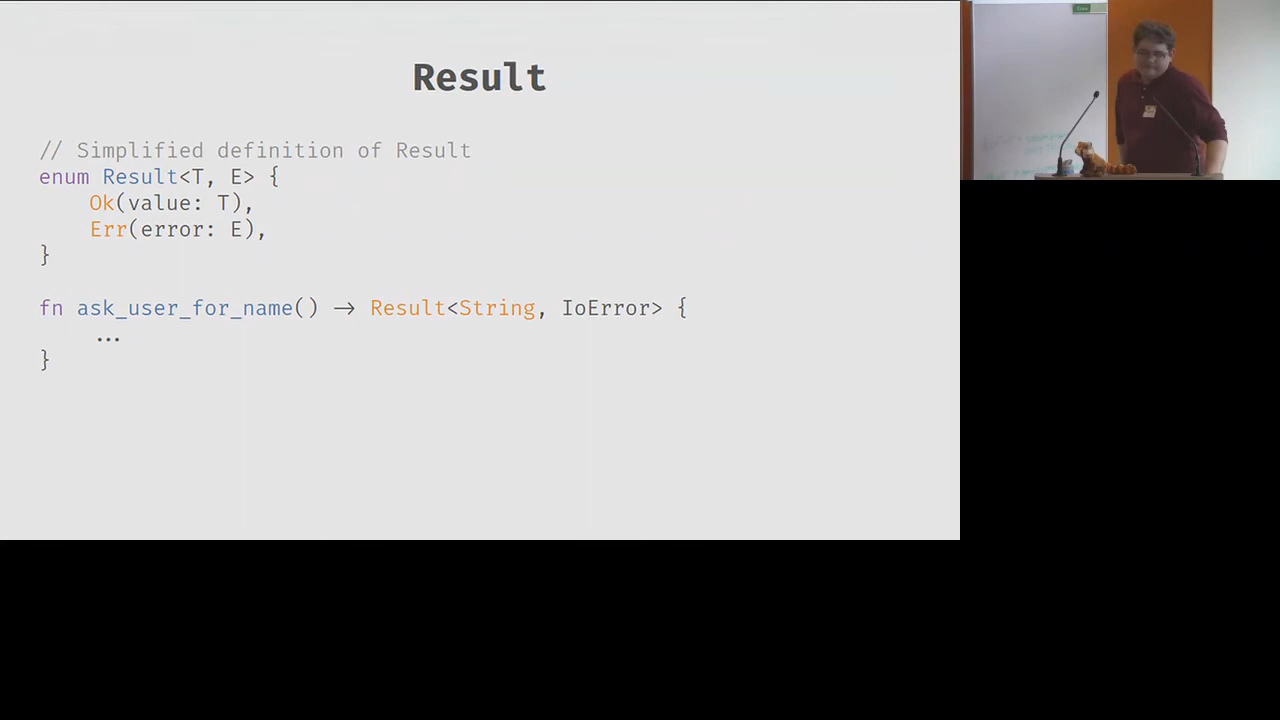 Result
// Simplified definition of Result
enum Result<T, E> {
Ok(value: T),
Err(error: E),
}
fn ask_user_for_name() -> Result<String, IoError> {
...
}